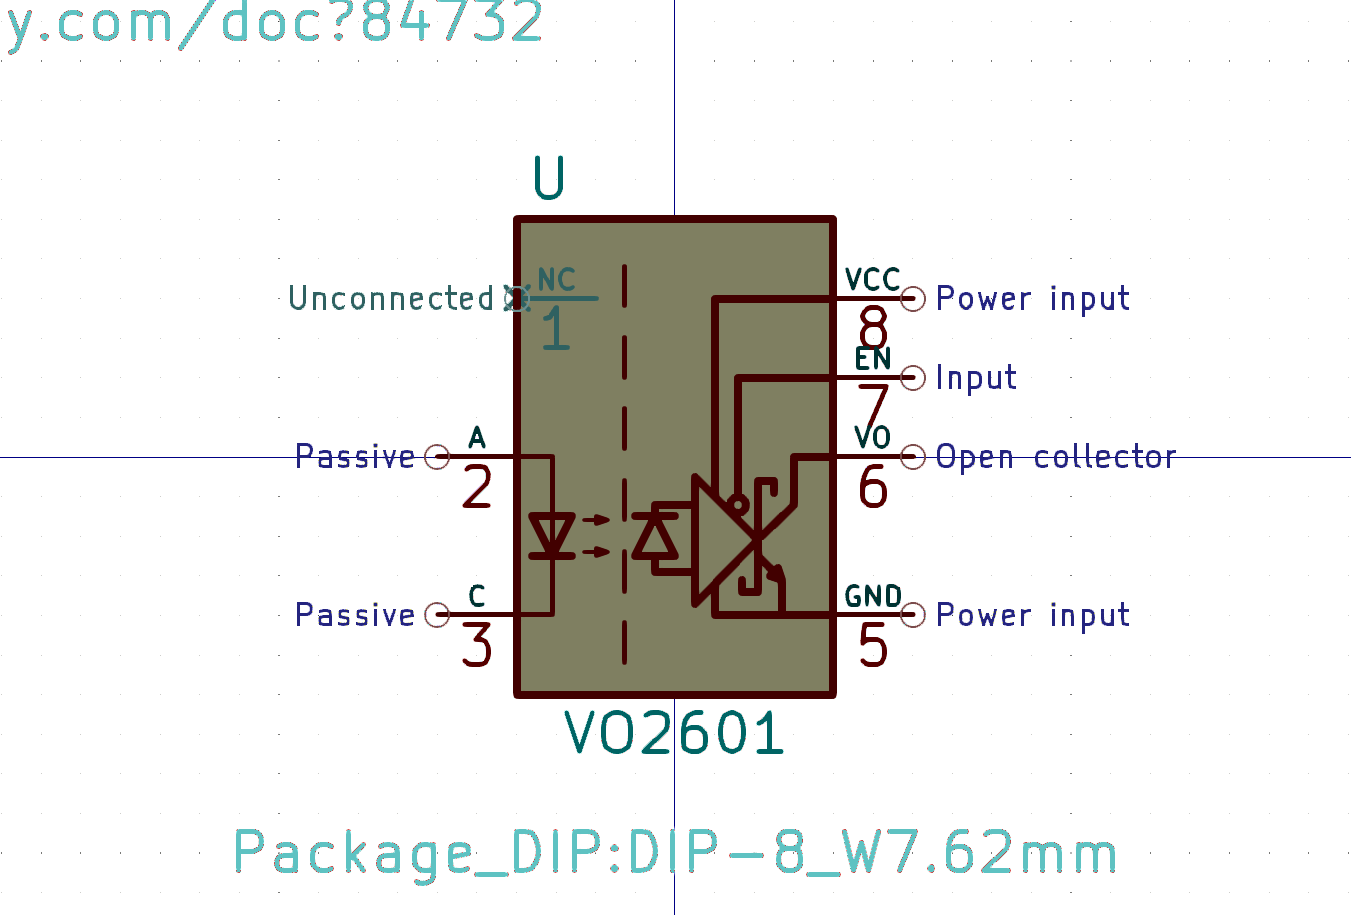 y.com/doc?84732
U
NC
VCC
Unconnected
Power input
1
8
EN
Input
7
A
VO
Passive
Open collector
2
6
C
GND
Passive
Power input
3
5
VO2601
Package_DIP:DIP-8_W7.62mm